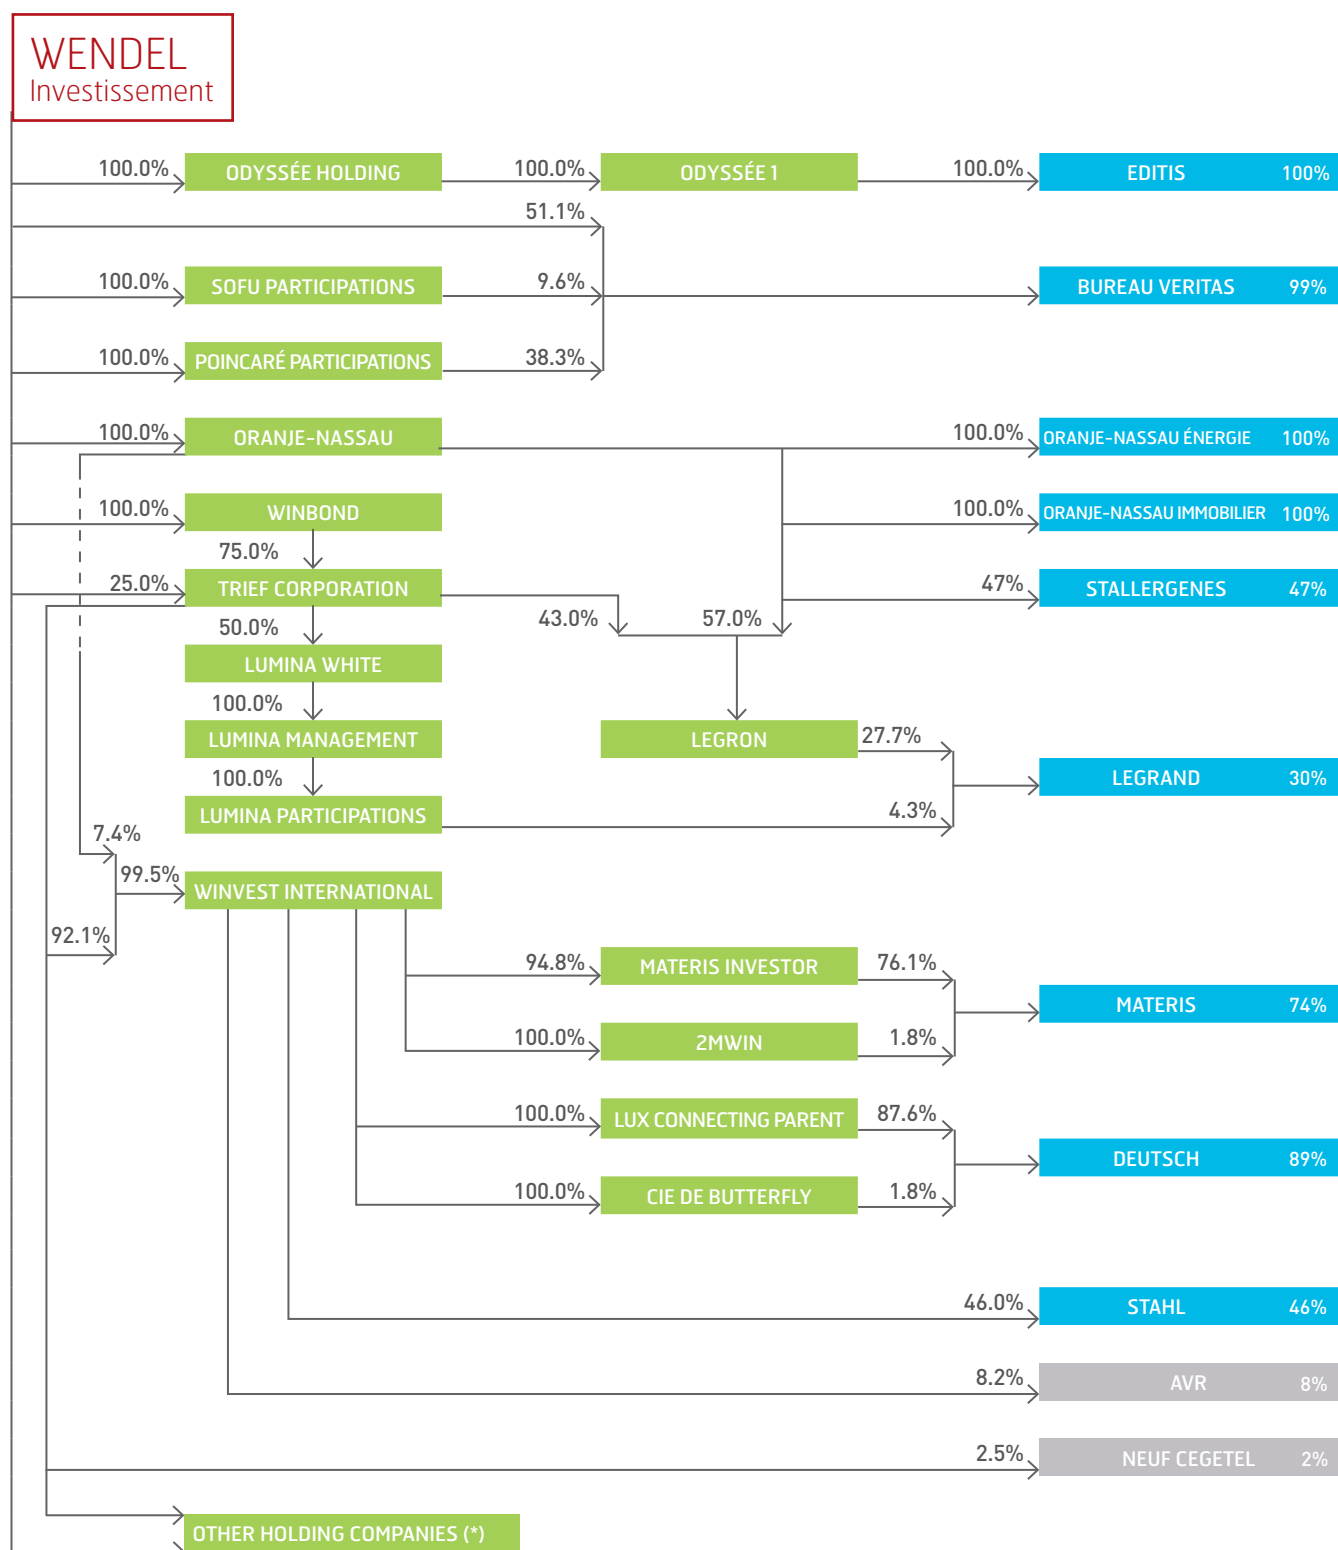 WENDEL
Investissement
100.0% ODYSSÉE HOLDING 100.0% ODYSSÉE 1 100.0% EDITIS 100%
51.1%
100.0% SOFU PARTICIPATIONS 9.6% BUREAU VERITAS 99%
100.0% POINCARÉ PARTICIPATIONS 38.3%
100.0% ORANJE-NASSAU 100.0% ORANJE-NASSAU ÉNERGIE 100%
100.0% WINBOND 100.0% ORANJE-NASSAU IMMOBILIER 100%
75.0%
25.0% TRIEF CORPORATION 47% STALLERGENES 47%
50.0% 43.0% 57.0%
LUMINA WHITE
100.0%
LUMINA MANAGEMENT LEGRON 27.7%
100.0% LEGRAND 30%
LUMINA PARTICIPATIONS 4.3%
7.4%
99.5% WINVEST INTERNATIONAL
92.1%
94.8% MATERIS INVESTOR 76.1%
MATERIS 74%
100.0% 2MWIN 1.8%
100.0% LUX CONNECTING PARENT 87.6%
DEUTSCH 89%
100.0% CIE DE BUTTERFLY 1.8%
46.0% STAHL 46%
8.2% AVR 8%
2.5% NEUF CEGETEL 2%
OTHER HOLDING COMPANIES (*)